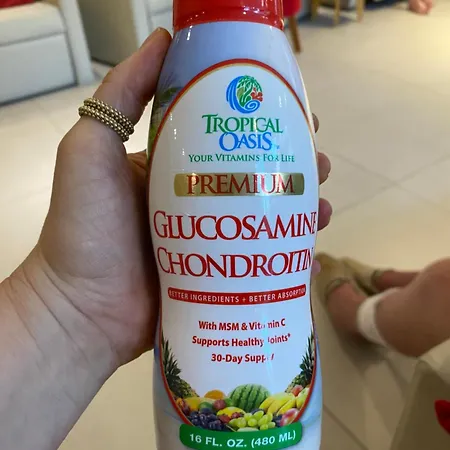 TROPICAL
OASIS
YOUR VITAMINS FOR LIFE
PREMIUM
GLUCOSAMINE
CHONDROITIN
BETTER INGREDIENTS + BETTER ABSORPTION
With MSM & Vitamin C
Supports Healthy Joints*
30-Day Supply
16 FL. OZ. (480 ML)